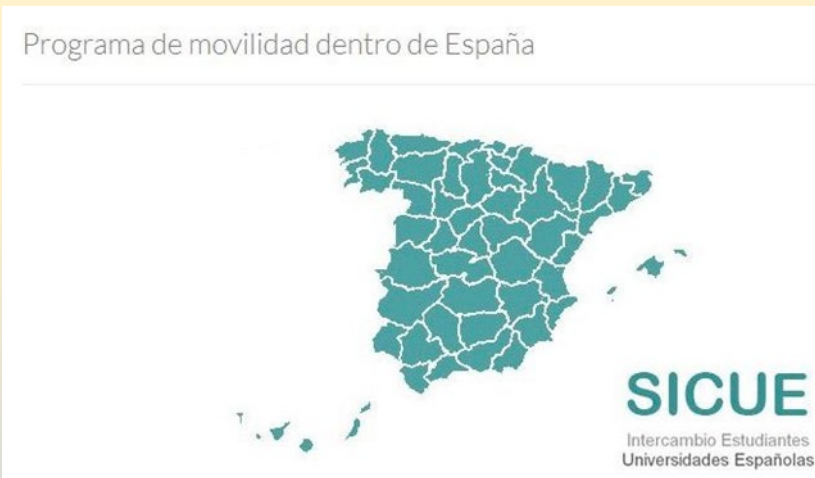 Programa de movilidad dentro de España
SICUE
Intercambio Estudiantes
Universidades Españolas